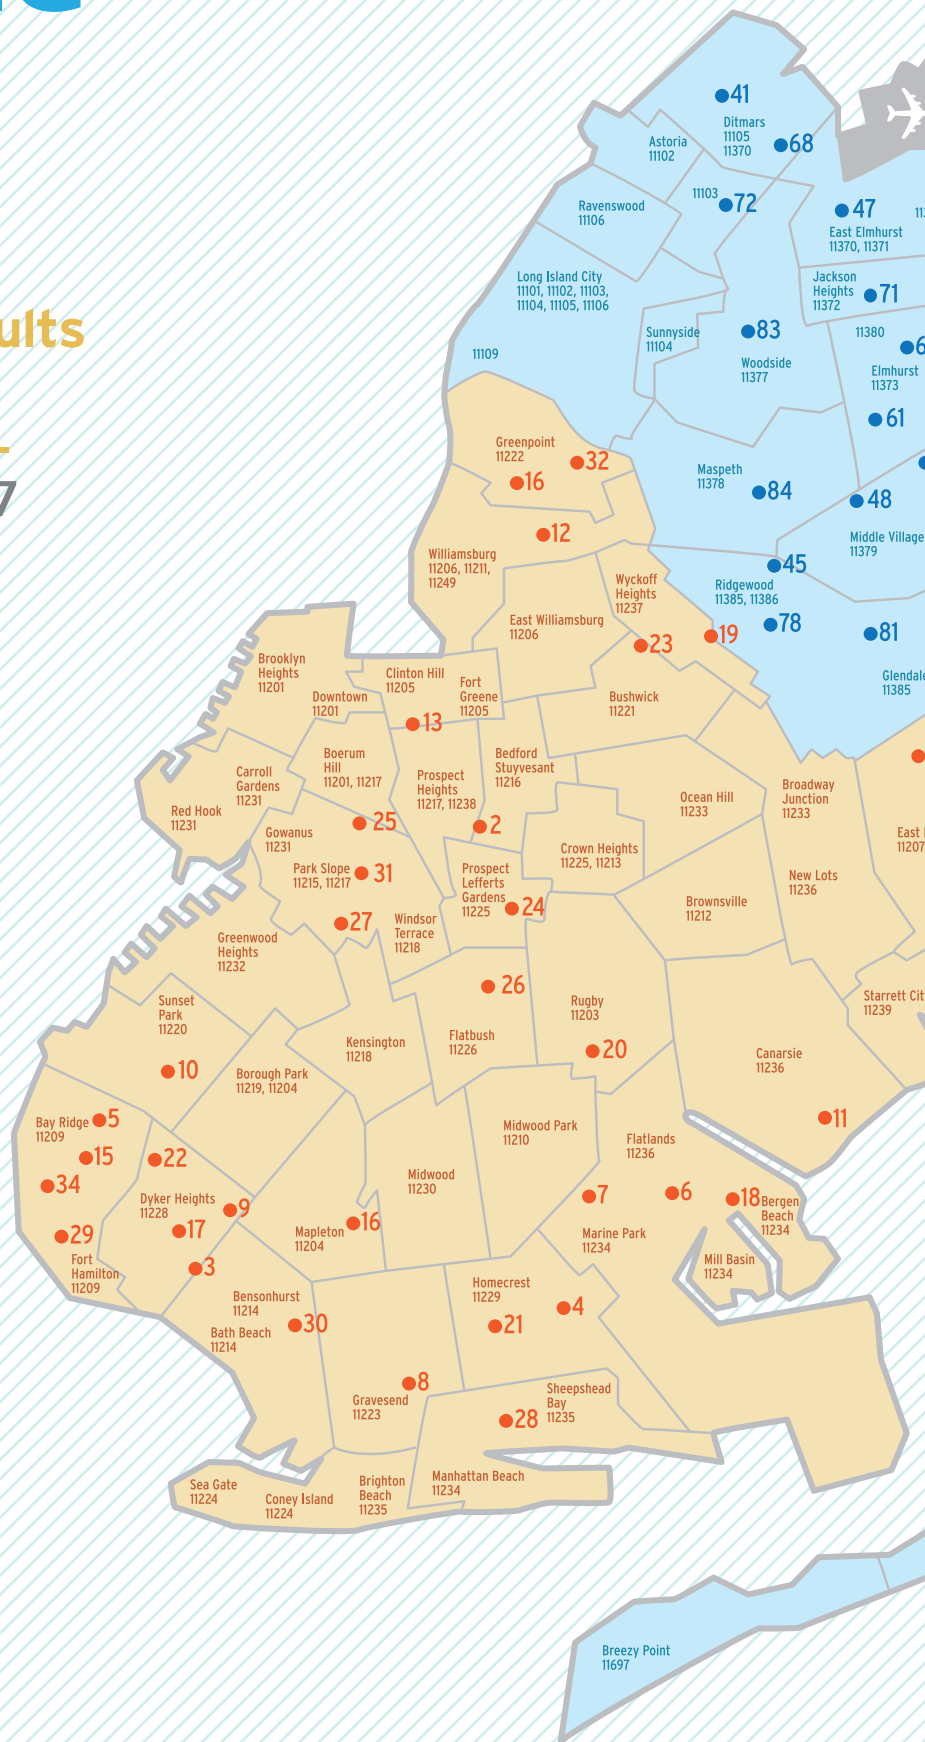 ults
7
41
Ditmars
11105
11370
68
Astoria
11102
11103
72
47
East Elmhurst
11370, 11371
Ravenswood
11106
Long Island City
11101, 11102, 11103,
11104, 11105, 11106
Jackson
Heights
11372
71
11380
Sunnyside
11104
83
Woodside
11377
11109
Elmhurst
11373
61
Greenpoint
11222
32
16
Maspeth
11378
84
48
12
Middle Village
11379
Williamsburg
11206, 11211,
11249
45
Wyckoff
Heights
11237
Ridgewood
11385, 11386
78
81
East Williamsburg
11206
19
23
Glendale
11385
Brooklyn
Heights
11201
Clinton Hill
11205
Fort
Greene
11205
Downtown
11201
13
Bushwick
11221
Boerum
Hill
11201, 11217
Bedford
Stuyvesant
11216
Carroll
Gardens
11231
Prospect
Heights
11217, 11238
Broadway
Junction
11233
Ocean Hill
11233
Red Hook
11231
25
2
Gowanus
11231
East
11207
Crown Heights
11225, 11213
Park Slope
11215, 11217
31
Prospect
Lefferts
Gardens
11225
24
New Lots
11236
Brownsville
11212
27
Windsor
Terrace
11218
Greenwood
Heights
11232
26
Sunset
Park
11220
Rugby
11203
Starrett Cit
11239
Kensington
11218
Flatbush
11226
20
Canarsie
11236
10
Borough Park
11219, 11204
Bay Ridge
11209
5
11
Midwood Park
11210
Flatlands
11236
15
22
34
Midwood
11230
Dyker Heights
11228
9
7
6
18
Bergen
Beach
11234
17
Mapleton
11204
16
Marine Park
11234
29
Fort
Hamilton
11209
3
Mill Basin
11234
Homecrest
11229
Bensonhurst
11214
4
30
21
Bath Beach
11214
8
Gravesend
11223
Sheepshead
Bay
11235
28
Sea Gate
11224
Coney Island
11224
Brighton
Beach
11235
Manhattan Beach
11234
Breezy Point
11697